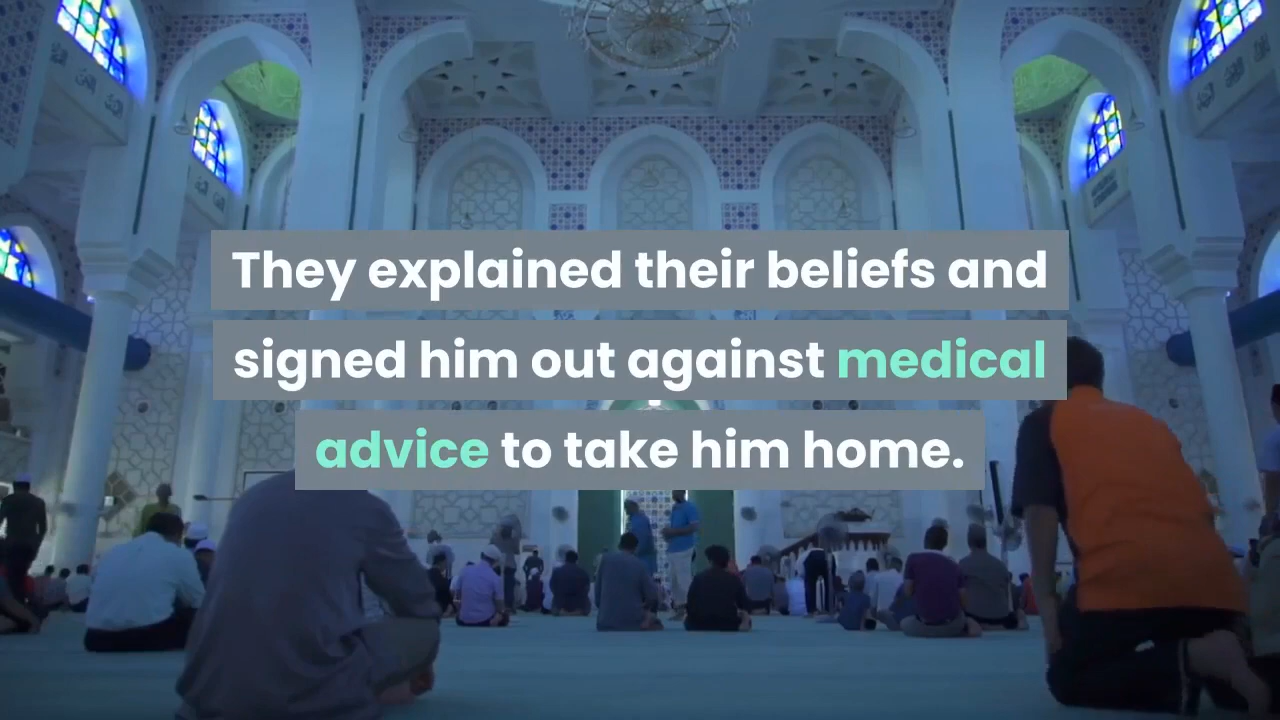 They explained their beliefs and
signed him out against medical
advice to take him home.